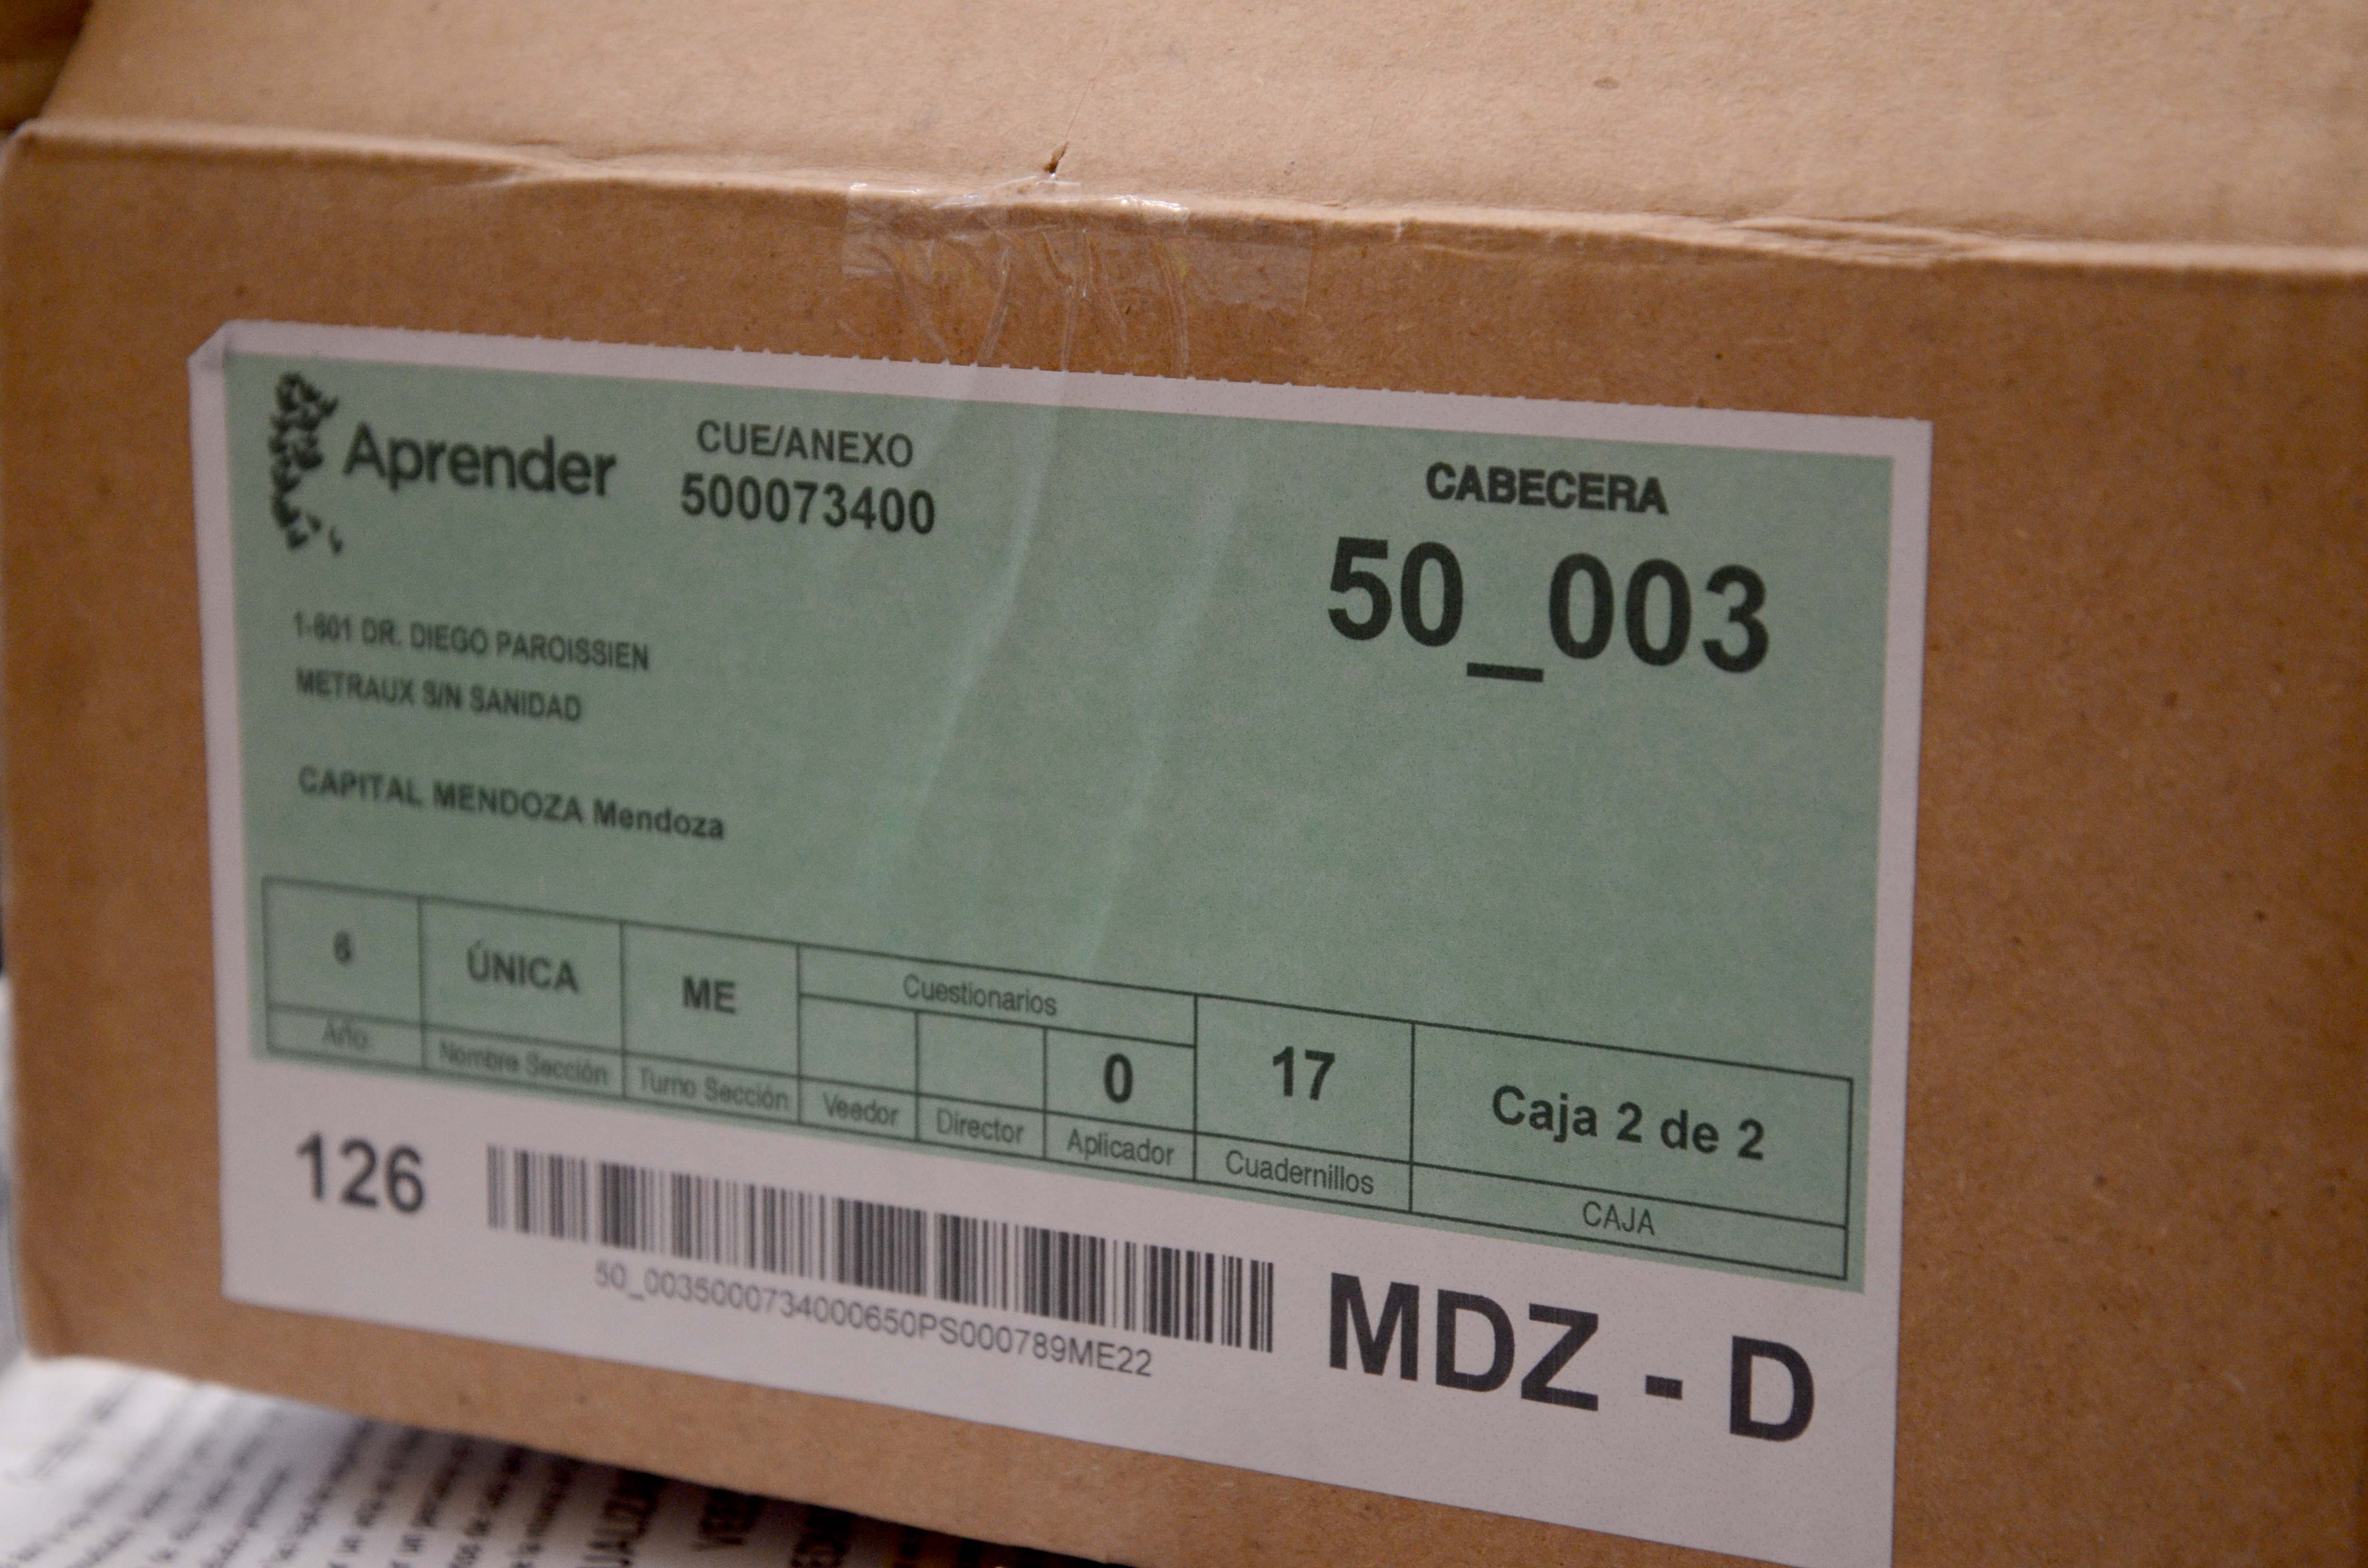 Aprender
CUE/ANEXO
500073400
CABECERA
50_003
1-601 DR. DIEGO PAROISSIEN
METRAUX S/N SANIDAD
CAPITAL MENDOZA Mendoza
6
ÚNICA
ME
Cuestionarios
0
17
Caja 2 de 2
Año
Nombre Sección
Turno Sección
Veedor
Director
Aplicador
Cuadernillos
CAJA
126
50_0035000734000650PS000789ME22
MDZ - D